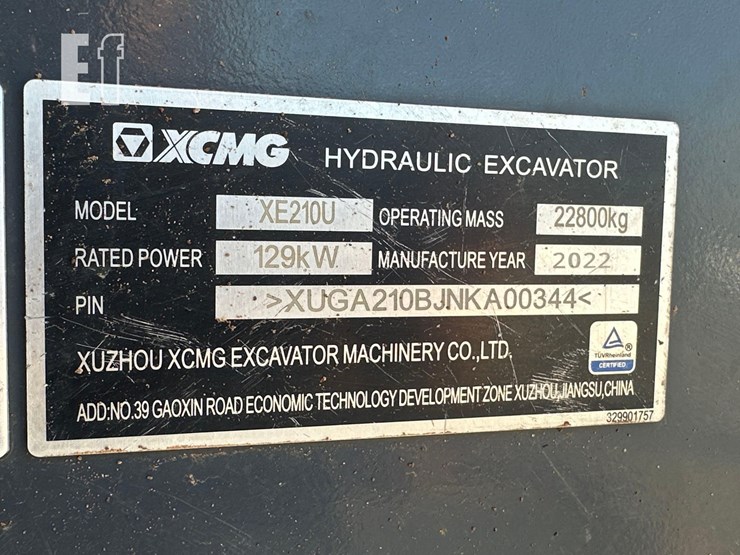 Ef
XCMG HYDRAULIC EXCAVATOR
MODEL XE210U OPERATING MASS 22800kg
RATED POWER 129kW MANUFACTURE YEAR 2022
PIN >XUGA210BJNKA00344<
XUZHOU XCMG EXCAVATOR MACHINERY CO.,LTD.
TÜVRheinland
CERTIFIED
ADD:NO.39 GAOXIN ROAD ECONOMIC TECHNOLOGY DEVELOPMENT ZONE XUZHOU,JIANGSU,CHINA
329901757